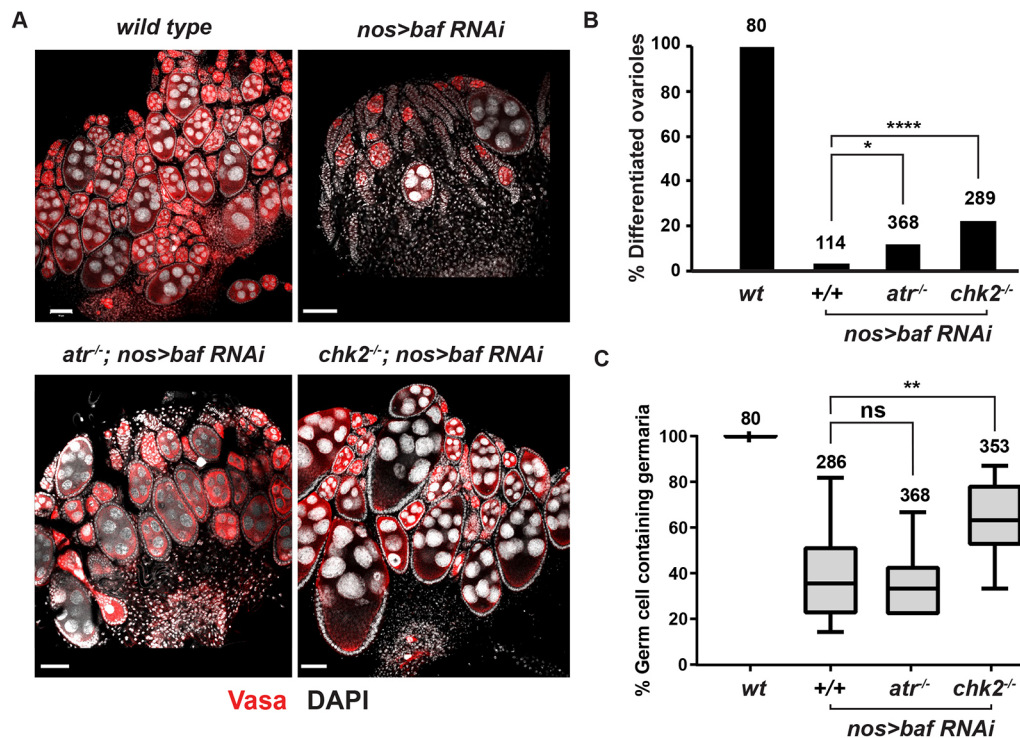 A
wild type
nos>baf RNAi
atr-/-; nos>baf RNAi
chk2-/-; nos>baf RNAi
Vasa DAPI
B
% Differentiated ovarioles
100
80
60
40
20
0
80
114
368
289
*
****
wt
+/+
atr-/-
chk2-/-
nos>baf RNAi
C
% Germ cell containing germaria
100
80
60
40
20
0
80
286
368
353
ns
**
wt
+/+
atr-/-
chk2-/-
nos>baf RNAi